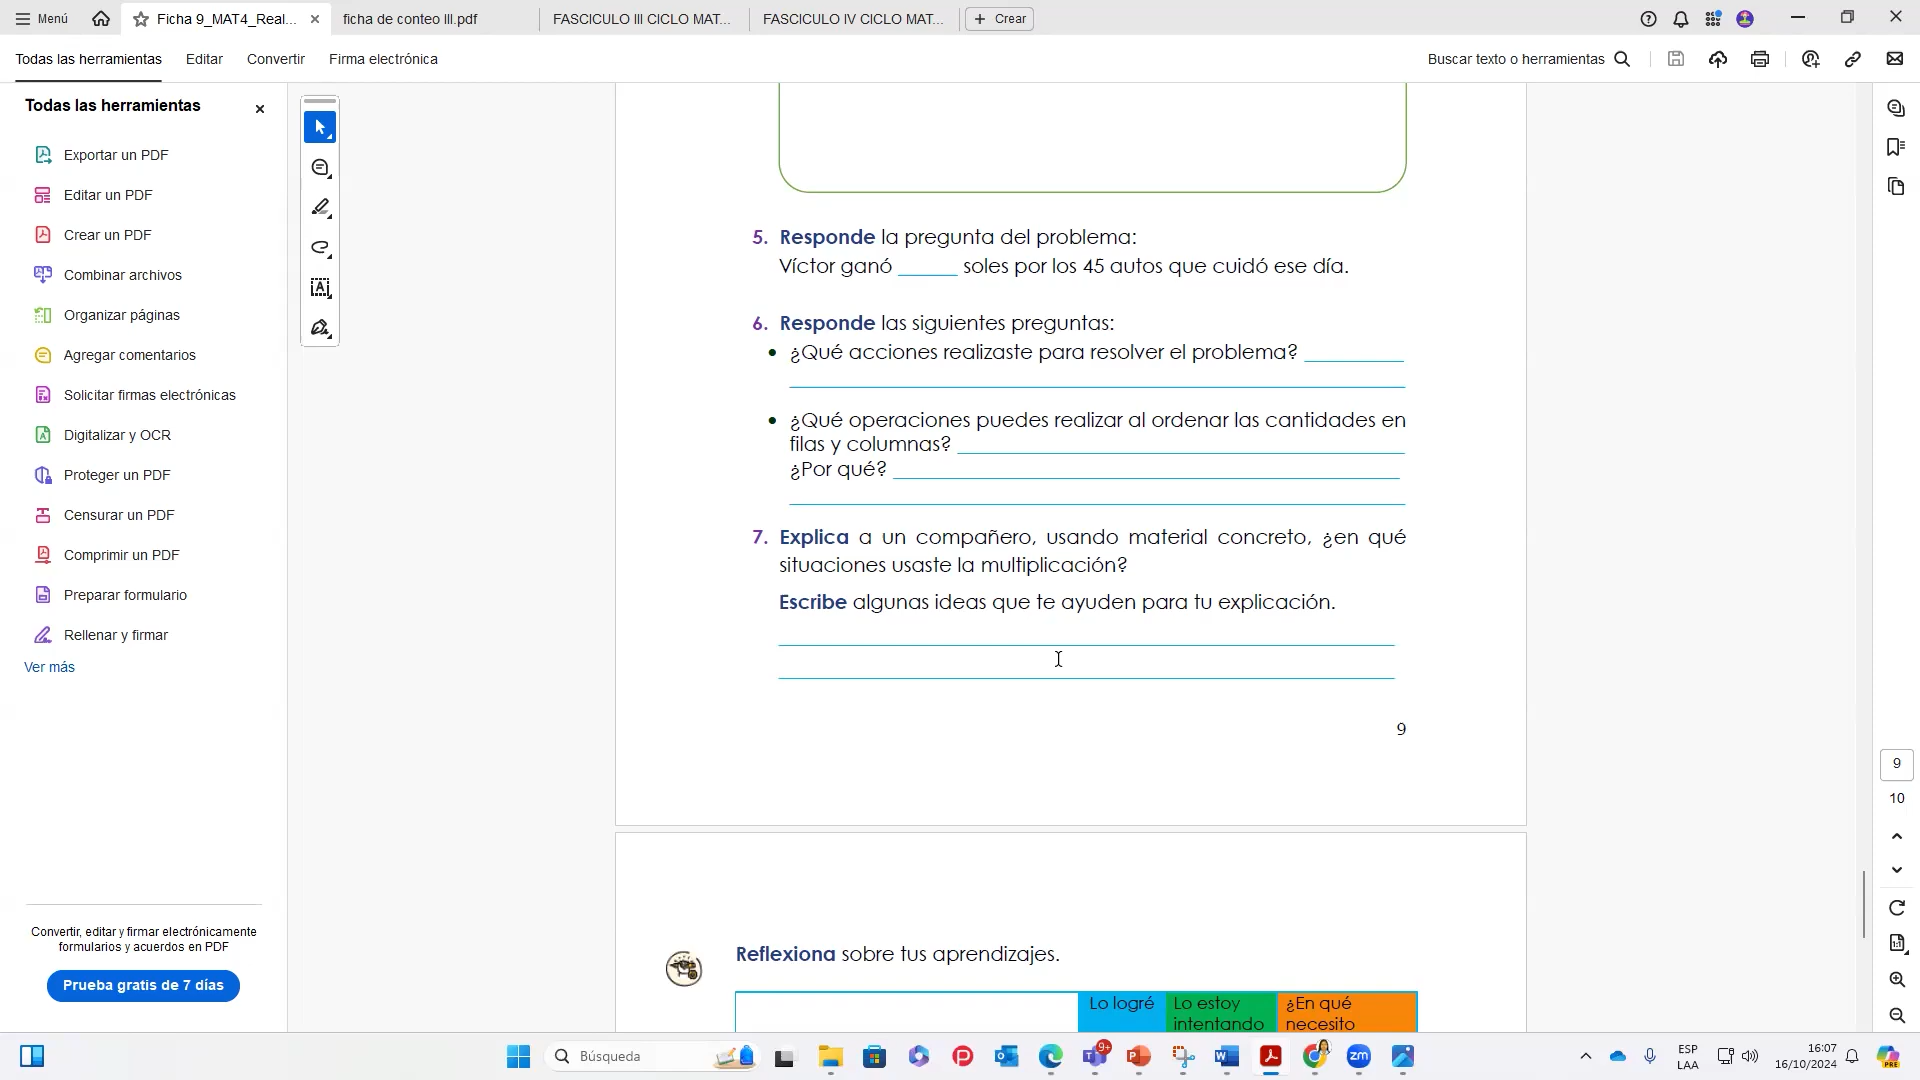 Menú
Ficha 9_MAT4_Real...
ficha de conteo III.pdf
FASCICULO III CICLO MAT...
FASCICULO IV CICLO MAT...
Crear
Todas las herramientas
Editar
Convertir
Firma electrónica
Buscar texto o herramientas
Todas las herramientas
Exportar un PDF
Editar un PDF
Crear un PDF
Combinar archivos
Organizar páginas
Agregar comentarios
Solicitar firmas electrónicas
Digitalizar y OCR
Proteger un PDF
Censurar un PDF
Comprimir un PDF
Preparar formulario
Rellenar y firmar
Ver más
Convertir, editar y firmar electrónicamente
formularios y acuerdos en PDF
Prueba gratis de 7 días
5. Responde la pregunta del problema:
Víctor ganó ______ soles por los 45 autos que cuidó ese día.
6. Responde las siguientes preguntas:
• ¿Qué acciones realizaste para resolver el problema?
• ¿Qué operaciones puedes realizar al ordenar las cantidades en
filas y columnas?
¿Por qué?
7. Explica a un compañero, usando material concreto, ¿en qué
situaciones usaste la multiplicación?
Escribe algunas ideas que te ayuden para tu explicación.
9
Reflexiona sobre tus aprendizajes.
Lo logré
Lo estoy
intentando
¿En qué
necesito
9
10
Búsqueda
9+
zm
ESP
LAA
16:07
16/10/2024
PRE